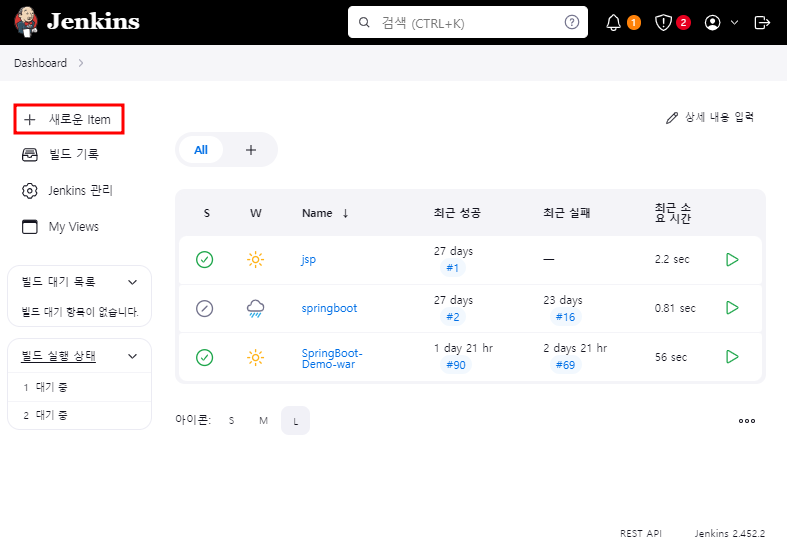 Jenkins
검색 (CTRL+K)
1
2
Dashboard
새로운 Item
상세 내용 입력
빌드 기록
All
Jenkins 관리
My Views
S W Name ↓ 최근 성공 최근 실패 최근 소
요 시간
jsp 27 days
#1 — 2.2 sec
springboot 27 days
#2 23 days
#16 0.81 sec
SpringBoot-
Demo-war 1 day 21 hr
#90 2 days 21 hr
#69 56 sec
빌드 대기 목록
빌드 대기 항목이 없습니다.
빌드 실행 상태
1 대기 중
2 대기 중
아이콘: S M L
REST API Jenkins 2.452.2